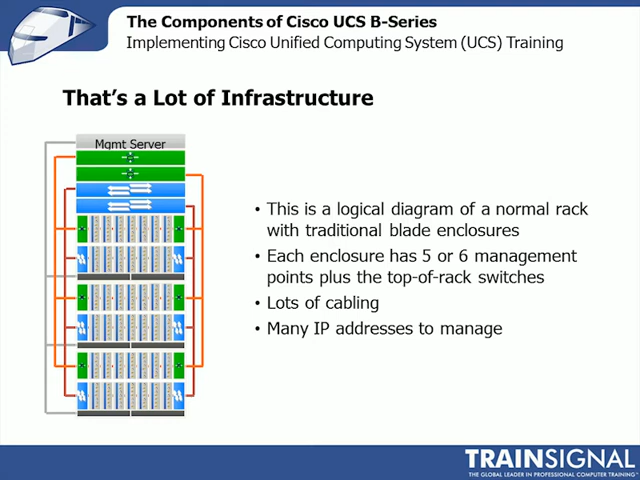 The Components of Cisco UCS B-Series
Implementing Cisco Unified Computing System (UCS) Training
That's a Lot of Infrastructure
Mgmt Server
• This is a logical diagram of a normal rack
with traditional blade enclosures
• Each enclosure has 5 or 6 management
points plus the top-of-rack switches
• Lots of cabling
• Many IP addresses to manage
TRAINSIGNAL
THE GLOBAL LEADER IN PROFESSIONAL COMPUTER TRAINING